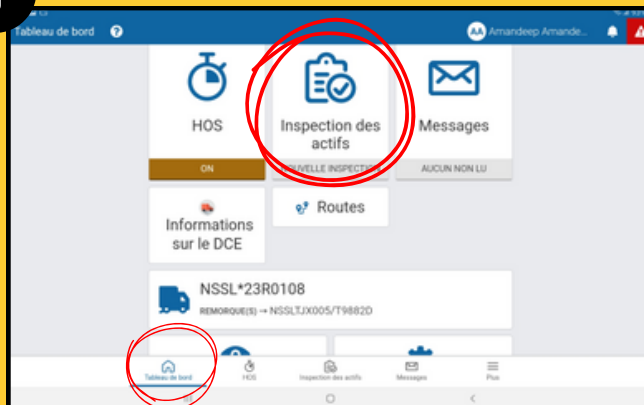 Tableau de bord
AA Amandeep Amande...
HOS
Inspection des
actifs
Messages
ON
NOUVELLE INSPECTION
AUCUN NON LU
Informations
sur le DCE
Routes
NSSL*23R0108
REMORQUE(S) → NSSLTJX005/T9882D
Tableau de bord
HOS
Inspection des actifs
Messages
Plus